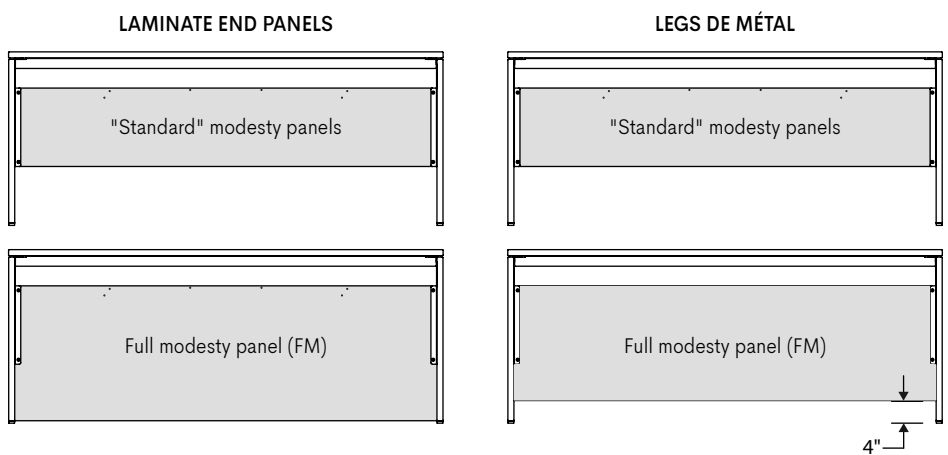 LAMINATE END PANELS
LEGS DE MÉTAL
"Standard" modesty panels
"Standard" modesty panels
Full modesty panel (FM)
Full modesty panel (FM)
4"